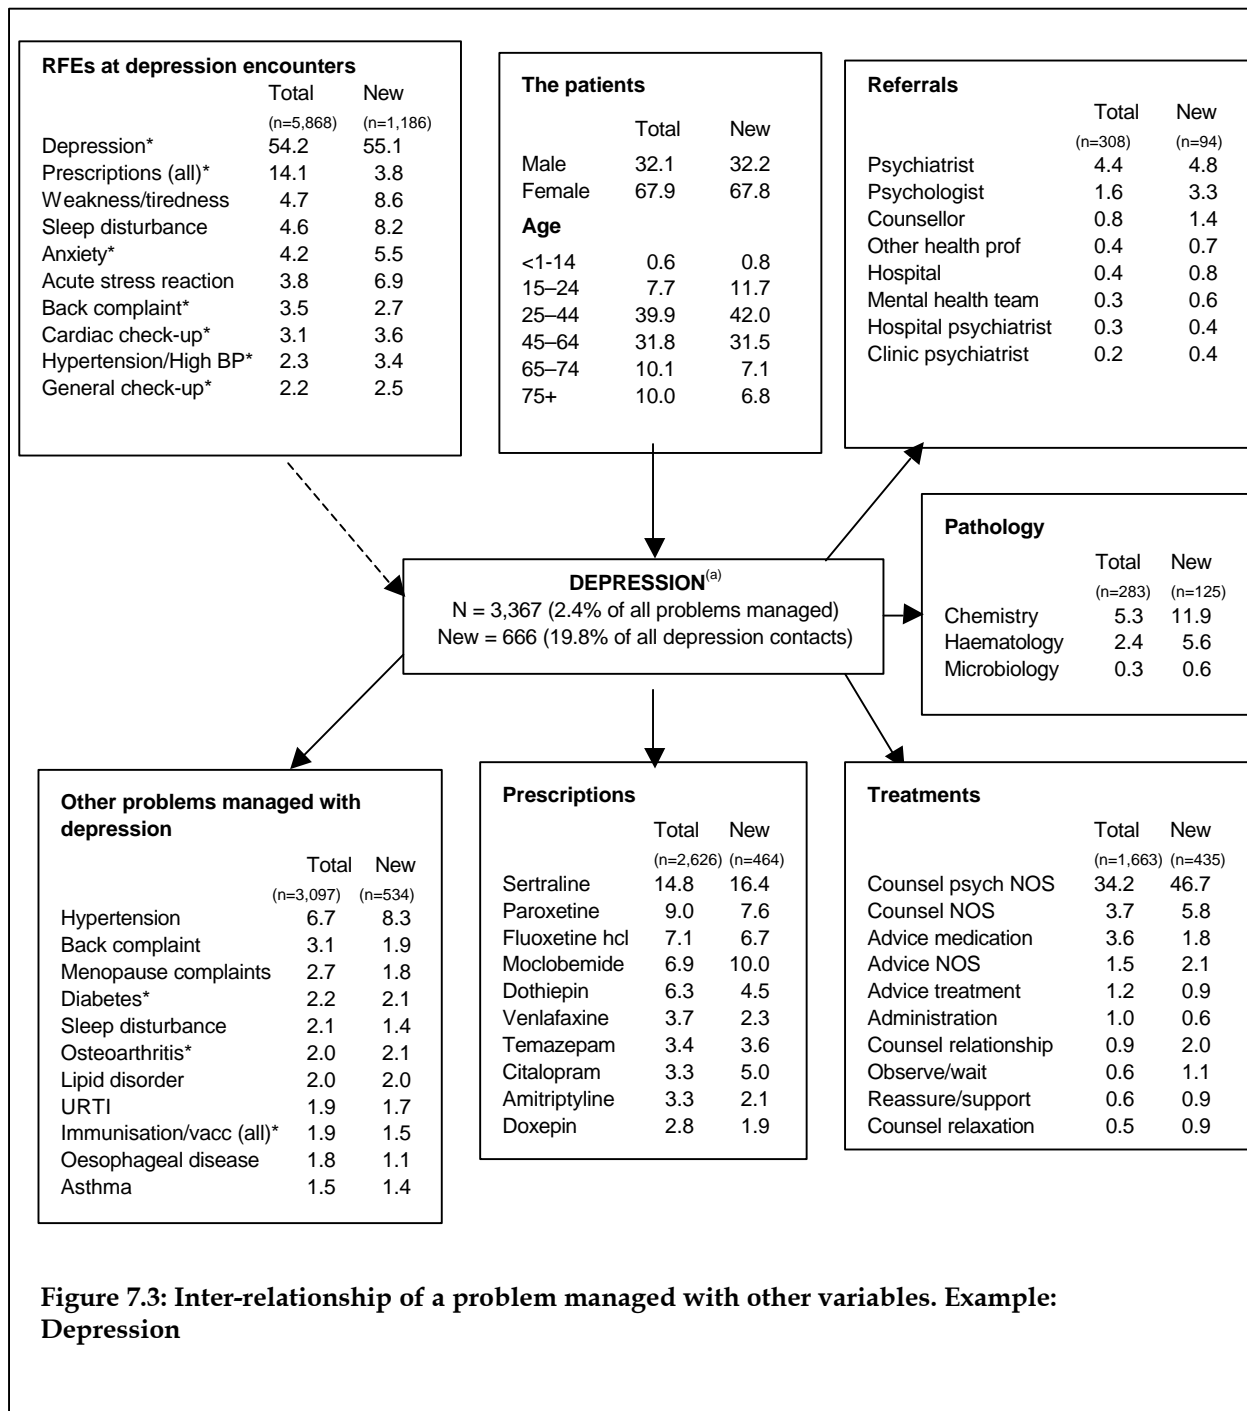 RFEs at depression encounters
Total New
(n=5,868) (n=1,186)
Depression* 54.2 55.1
Prescriptions (all)* 14.1 3.8
Weakness/tiredness 4.7 8.6
Sleep disturbance 4.6 8.2
Anxiety* 4.2 5.5
Acute stress reaction 3.8 6.9
Back complaint* 3.5 2.7
Cardiac check-up* 3.1 3.6
Hypertension/High BP* 2.3 3.4
General check-up* 2.2 2.5
The patients
Total New
Male 32.1 32.2
Female 67.9 67.8
Age
<1-14 0.6 0.8
15–24 7.7 11.7
25–44 39.9 42.0
45–64 31.8 31.5
65–74 10.1 7.1
75+ 10.0 6.8
Referrals
Total New
(n=308) (n=94)
Psychiatrist 4.4 4.8
Psychologist 1.6 3.3
Counsellor 0.8 1.4
Other health prof 0.4 0.7
Hospital 0.4 0.8
Mental health team 0.3 0.6
Hospital psychiatrist 0.3 0.4
Clinic psychiatrist 0.2 0.4
Pathology
Total New
(n=283) (n=125)
Chemistry 5.3 11.9
Haematology 2.4 5.6
Microbiology 0.3 0.6
DEPRESSION(a)
N = 3,367 (2.4% of all problems managed)
New = 666 (19.8% of all depression contacts)
Other problems managed with
depression
Total New
(n=3,097) (n=534)
Hypertension 6.7 8.3
Back complaint 3.1 1.9
Menopause complaints 2.7 1.8
Diabetes* 2.2 2.1
Sleep disturbance 2.1 1.4
Osteoarthritis* 2.0 2.1
Lipid disorder 2.0 2.0
URTI 1.9 1.7
Immunisation/vacc (all)* 1.9 1.5
Oesophageal disease 1.8 1.1
Asthma 1.5 1.4
Prescriptions
Total New
(n=2,626) (n=464)
Sertraline 14.8 16.4
Paroxetine 9.0 7.6
Fluoxetine hcl 7.1 6.7
Moclobemide 6.9 10.0
Dothiepin 6.3 4.5
Venlafaxine 3.7 2.3
Temazepam 3.4 3.6
Citalopram 3.3 5.0
Amitriptyline 3.3 2.1
Doxepin 2.8 1.9
Treatments
Total New
(n=1,663) (n=435)
Counsel psych NOS 34.2 46.7
Counsel NOS 3.7 5.8
Advice medication 3.6 1.8
Advice NOS 1.5 2.1
Advice treatment 1.2 0.9
Administration 1.0 0.6
Counsel relationship 0.9 2.0
Observe/wait 0.6 1.1
Reassure/support 0.6 0.9
Counsel relaxation 0.5 0.9
Figure 7.3: Inter-relationship of a problem managed with other variables. Example:
Depression